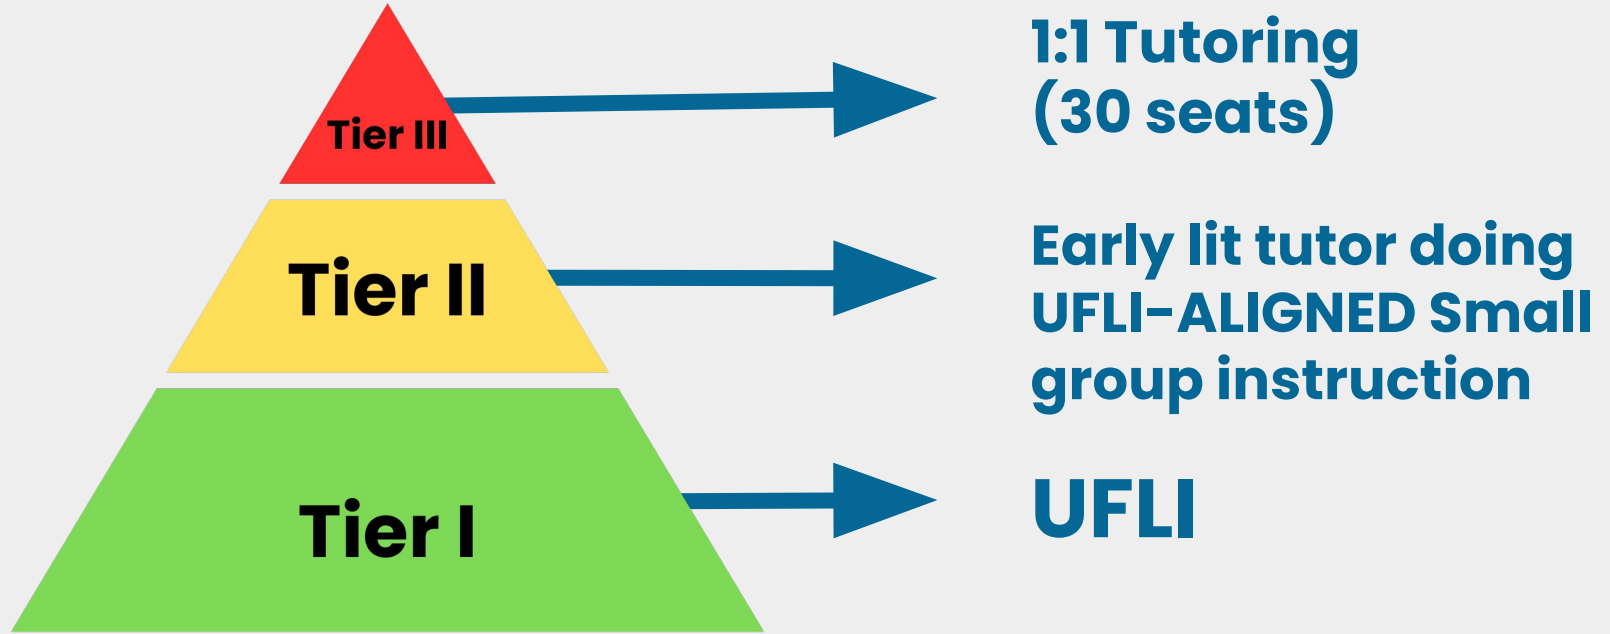 Tier III
1:1 Tutoring
(30 seats)
Tier II
Early lit tutor doing
UFLI-ALIGNED Small
group instruction
Tier I
UFLI